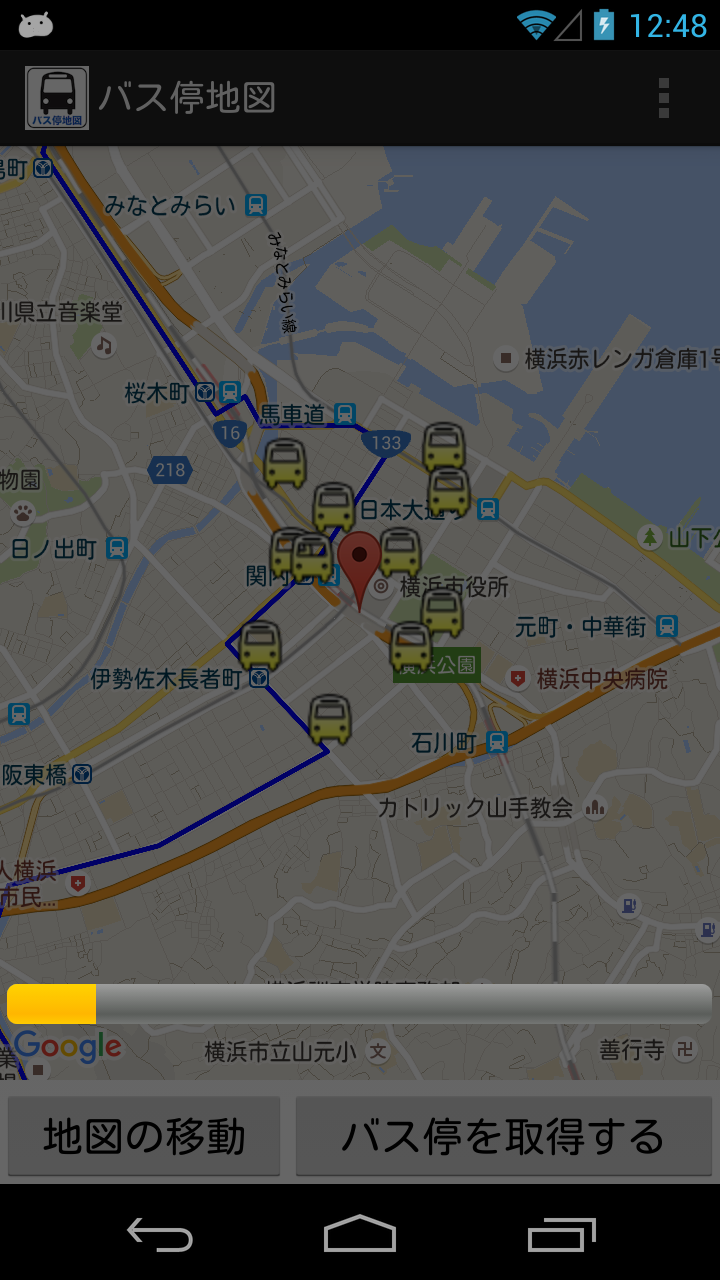 12:48
バス停地図
バス停地図
みなとみらい
みなとみらい線
川県立音楽堂
横浜赤レンガ倉庫1号
桜木町
馬車道
16
133
218
物園
日本大通り
日ノ出町
山下公
関内
横浜市役所
元町・中華街
伊勢佐木長者町
横浜公園
横浜中央病院
石川町
阪東橋
カトリック山手教会
人横浜
市民...
Google
横浜市立山元小
文
善行寺
地図の移動
バス停を取得する